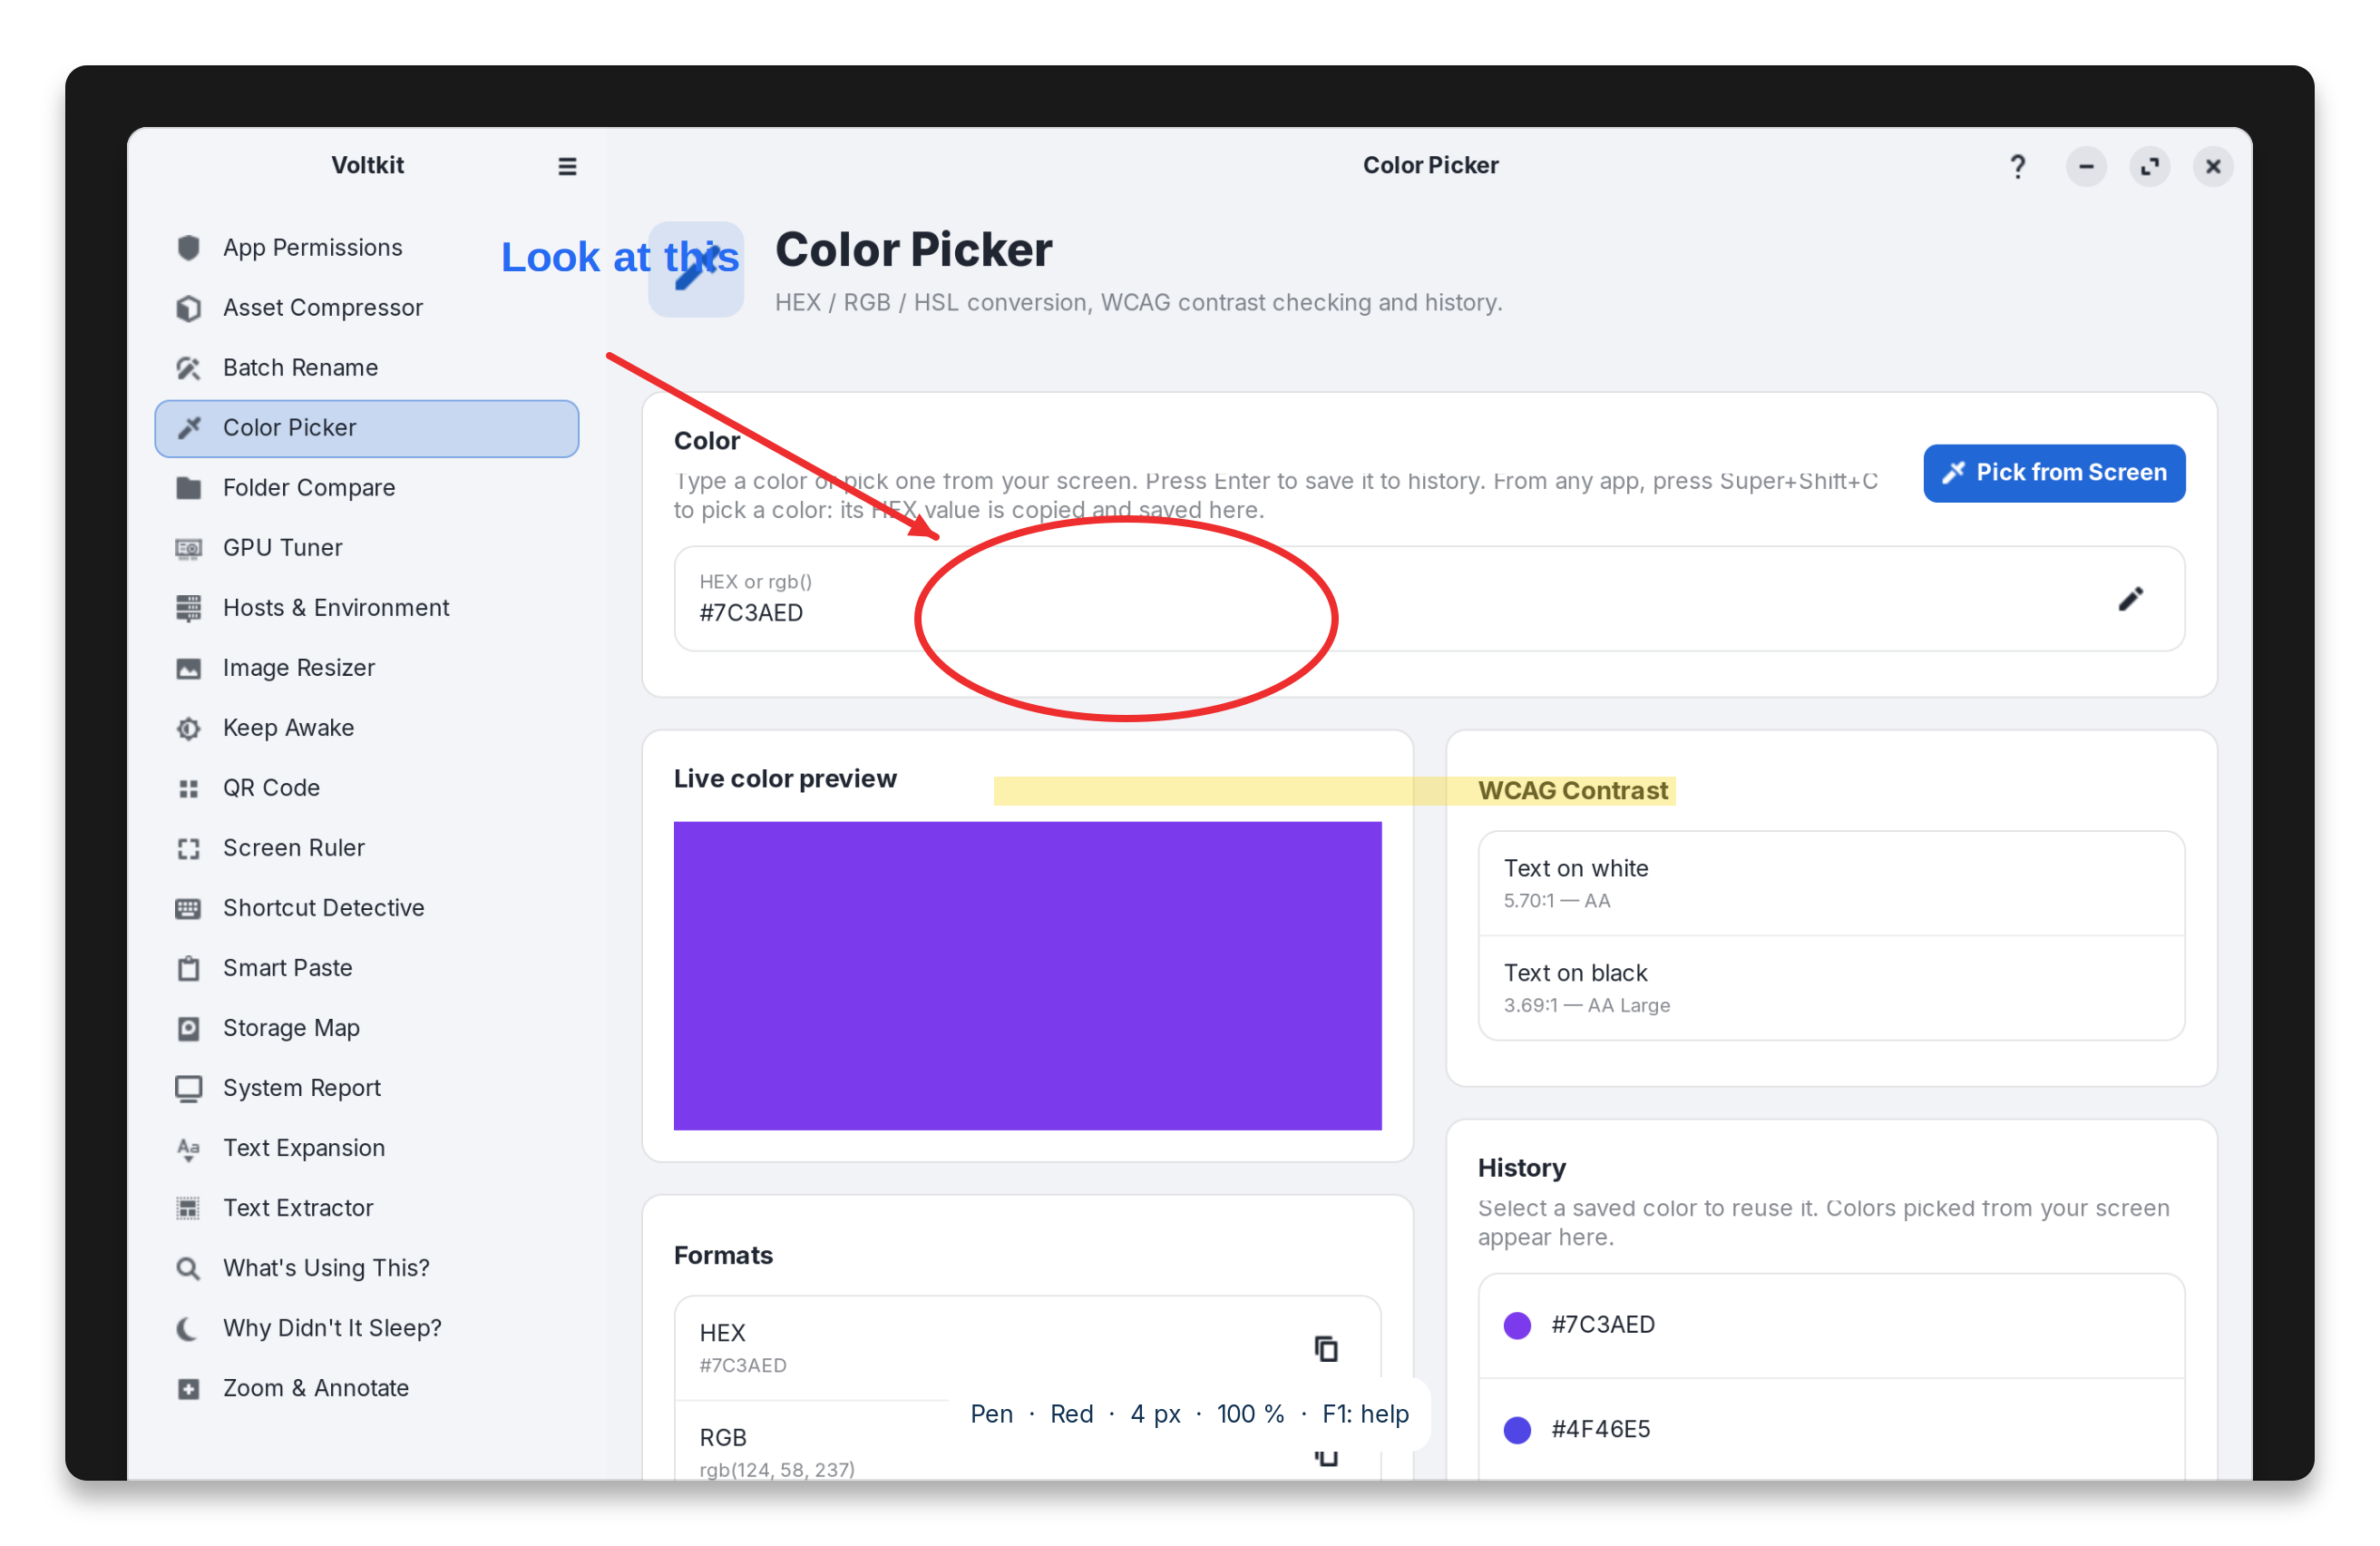 Voltkit
Color Picker
?
App Permissions
Asset Compressor
Batch Rename
Color Picker
Folder Compare
GPU Tuner
Hosts & Environment
Image Resizer
Keep Awake
QR Code
Screen Ruler
Shortcut Detective
Smart Paste
Storage Map
System Report
Text Expansion
Text Extractor
What's Using This?
Why Didn't It Sleep?
Zoom & Annotate
Look at this
Color Picker
HEX / RGB / HSL conversion, WCAG contrast checking and history.
Color
Type a color or pick one from your screen. Press Enter to save it to history. From any app, press Super+Shift+C
to pick a color: its HEX value is copied and saved here.
Pick from Screen
HEX or rgb()
#7C3AED
Live color preview
WCAG Contrast
Text on white
5.70:1 — AA
Text on black
3.69:1 — AA Large
Formats
HEX
#7C3AED
RGB
rgb(124, 58, 237)
Pen · Red · 4 px · 100 % · F1: help
History
Select a saved color to reuse it. Colors picked from your screen
appear here.
#7C3AED
#4F46E5